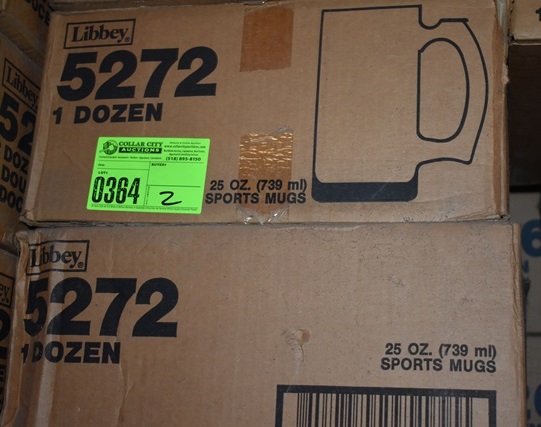 Libbey
5272
1 DOZEN
COLLAR CITY
AUCTIONS
(518) 895-8150
LOT:
BUYER:
0364
2
25 OZ. (739 ml)
SPORTS MUGS
Libbey
5272
1 DOZEN
25 OZ. (739 ml)
SPORTS MUGS